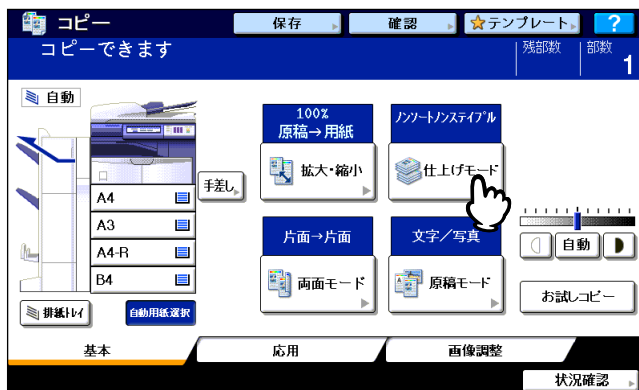 コピー
保存
確認
テンプレート
?
コピーできます
残部数
部数
1
自動
100%
原稿→用紙
拡大・縮小
ノンソートノンステイプル
仕上げモード
手差し
A4
A3
A4-R
B4
片面→片面
両面モード
文字／写真
原稿モード
自動
お試しコピー
排紙トレイ
自動用紙選択
基本
応用
画像調整
状況確認